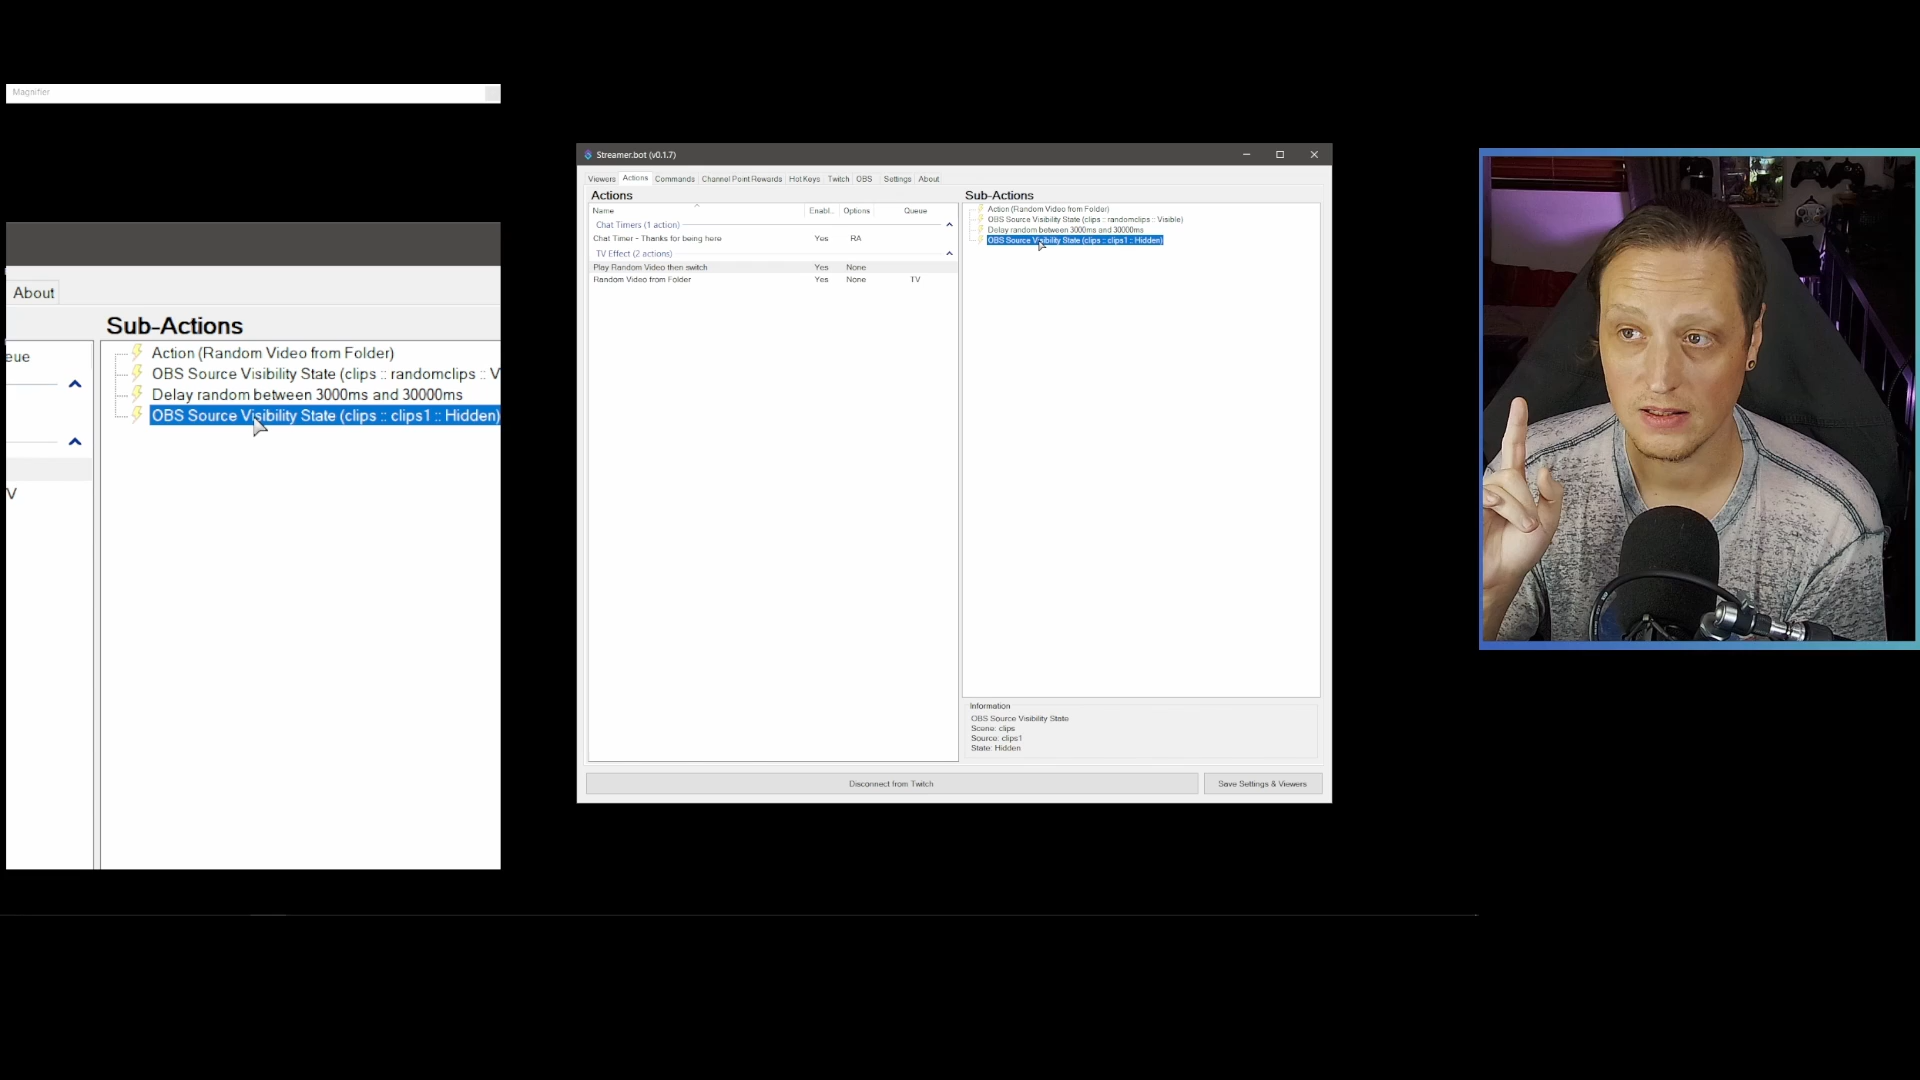 Magnifier
About
Sub-Actions
eue
Action (Random Video from Folder)
OBS Source Visibility State (clips :: randomclips :: V
Delay random between 3000ms and 30000ms
OBS Source Visibility State (clips :: clips1 :: Hidden)
V
Streamer.bot (v0.1.7)
Viewers Actions Commands Channel Point Rewards Hot Keys Twitch OBS Settings About
Actions
Name Enabl... Options Queue
Chat Timers (1 action)
Chat Timer - Thanks for being here Yes RA
TV Effect (2 actions)
Play Random Video then switch Yes None
Random Video from Folder Yes None TV
Sub-Actions
Action (Random Video from Folder)
OBS Source Visibility State (clips :: randomclips :: Visible)
Delay random between 3000ms and 30000ms
OBS Source Visibility State (clips :: clips1 :: Hidden)
Information
OBS Source Visibility State
Scene: clips
Source: clips1
State: Hidden
Disconnect from Twitch
Save Settings & Viewers